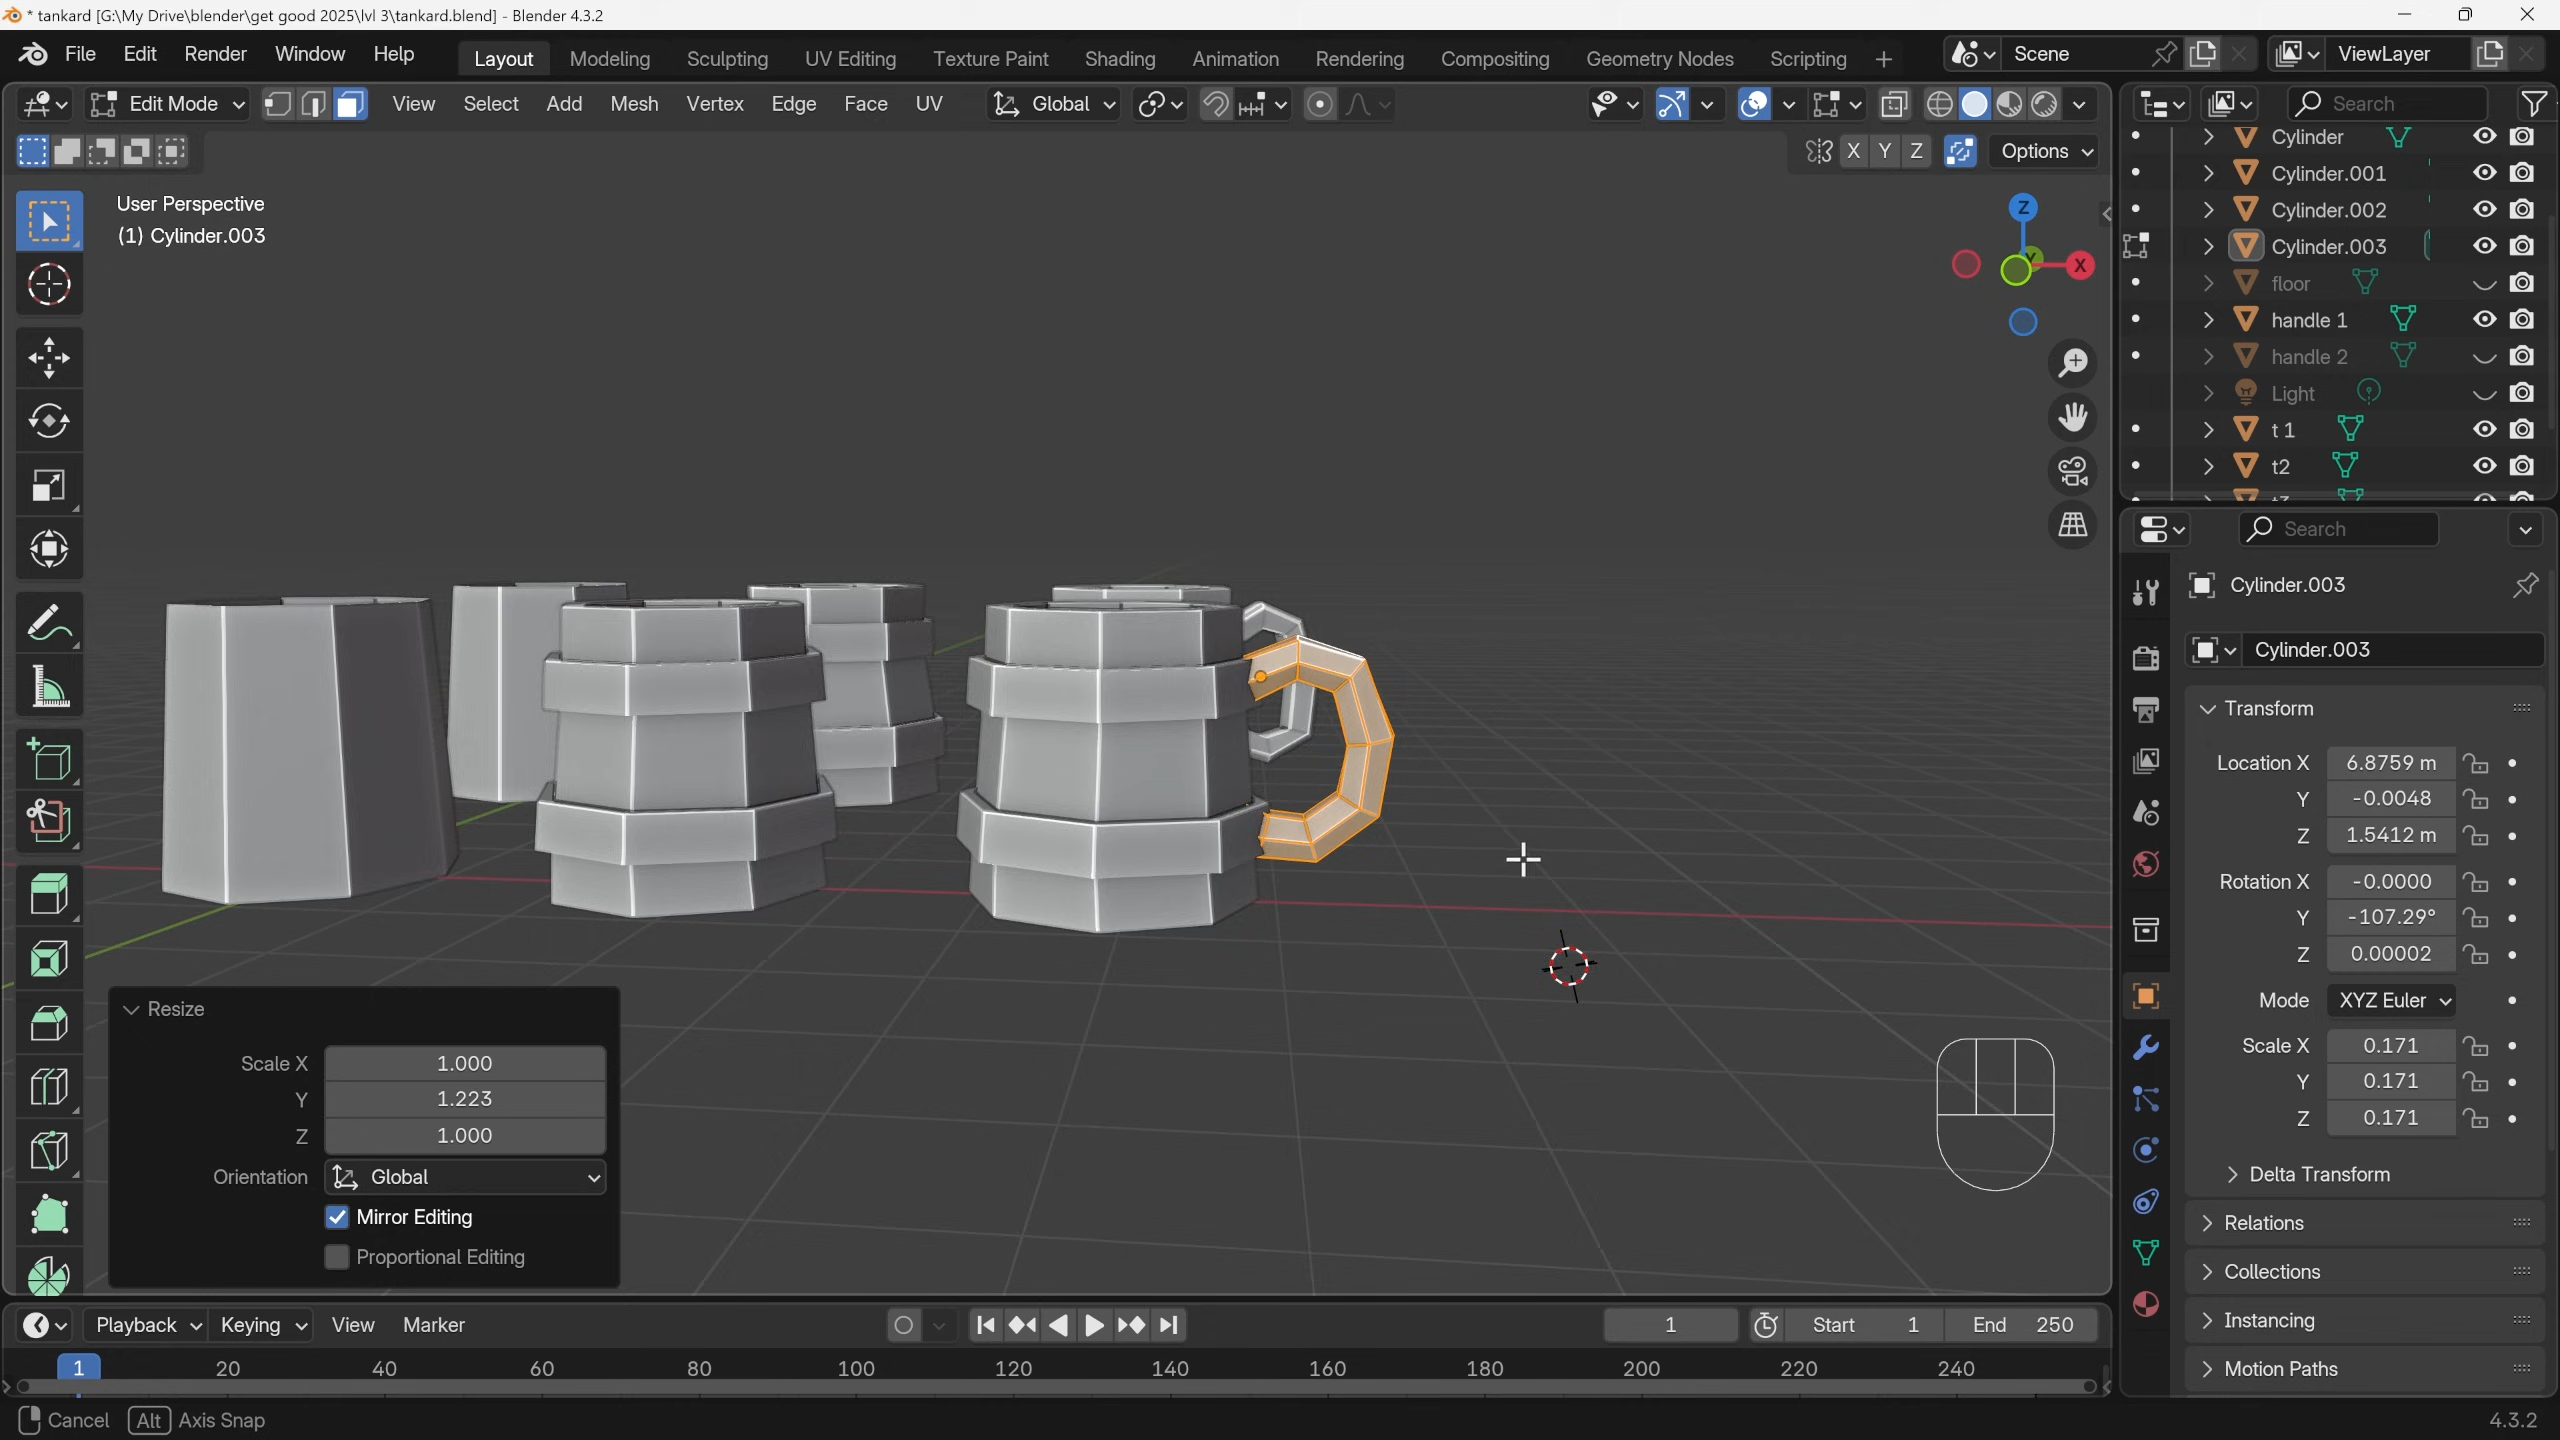 * tankard [G:\My Drive\blender\get good 2025\lvl 3\tankard.blend] - Blender 4.3.2
File Edit Render Window Help Layout Modeling Sculpting UV Editing Texture Paint Shading Animation Rendering Compositing Geometry Nodes Scripting + Scene ViewLayer
Edit Mode View Select Add Mesh Vertex Edge Face UV Global Search
X Y Z Options
User Perspective
(1) Cylinder.003
Z
Y
X
Cylinder
Cylinder.001
Cylinder.002
Cylinder.003
floor
handle 1
handle 2
Light
t 1
t2
Search
Cylinder.003
Cylinder.003
Transform
Location X 6.8759 m
Y -0.0048
Z 1.5412 m
Rotation X -0.0000
Y -107.29°
Z 0.00002
Mode XYZ Euler
Scale X 0.171
Y 0.171
Z 0.171
Delta Transform
Relations
Collections
Instancing
Motion Paths
Resize
Scale X 1.000
Y 1.223
Z 1.000
Orientation Global
Mirror Editing
Proportional Editing
Playback Keying View Marker 1 Start 1 End 250
1 20 40 60 80 100 120 140 160 180 200 220 240
Cancel Alt Axis Snap 4.3.2